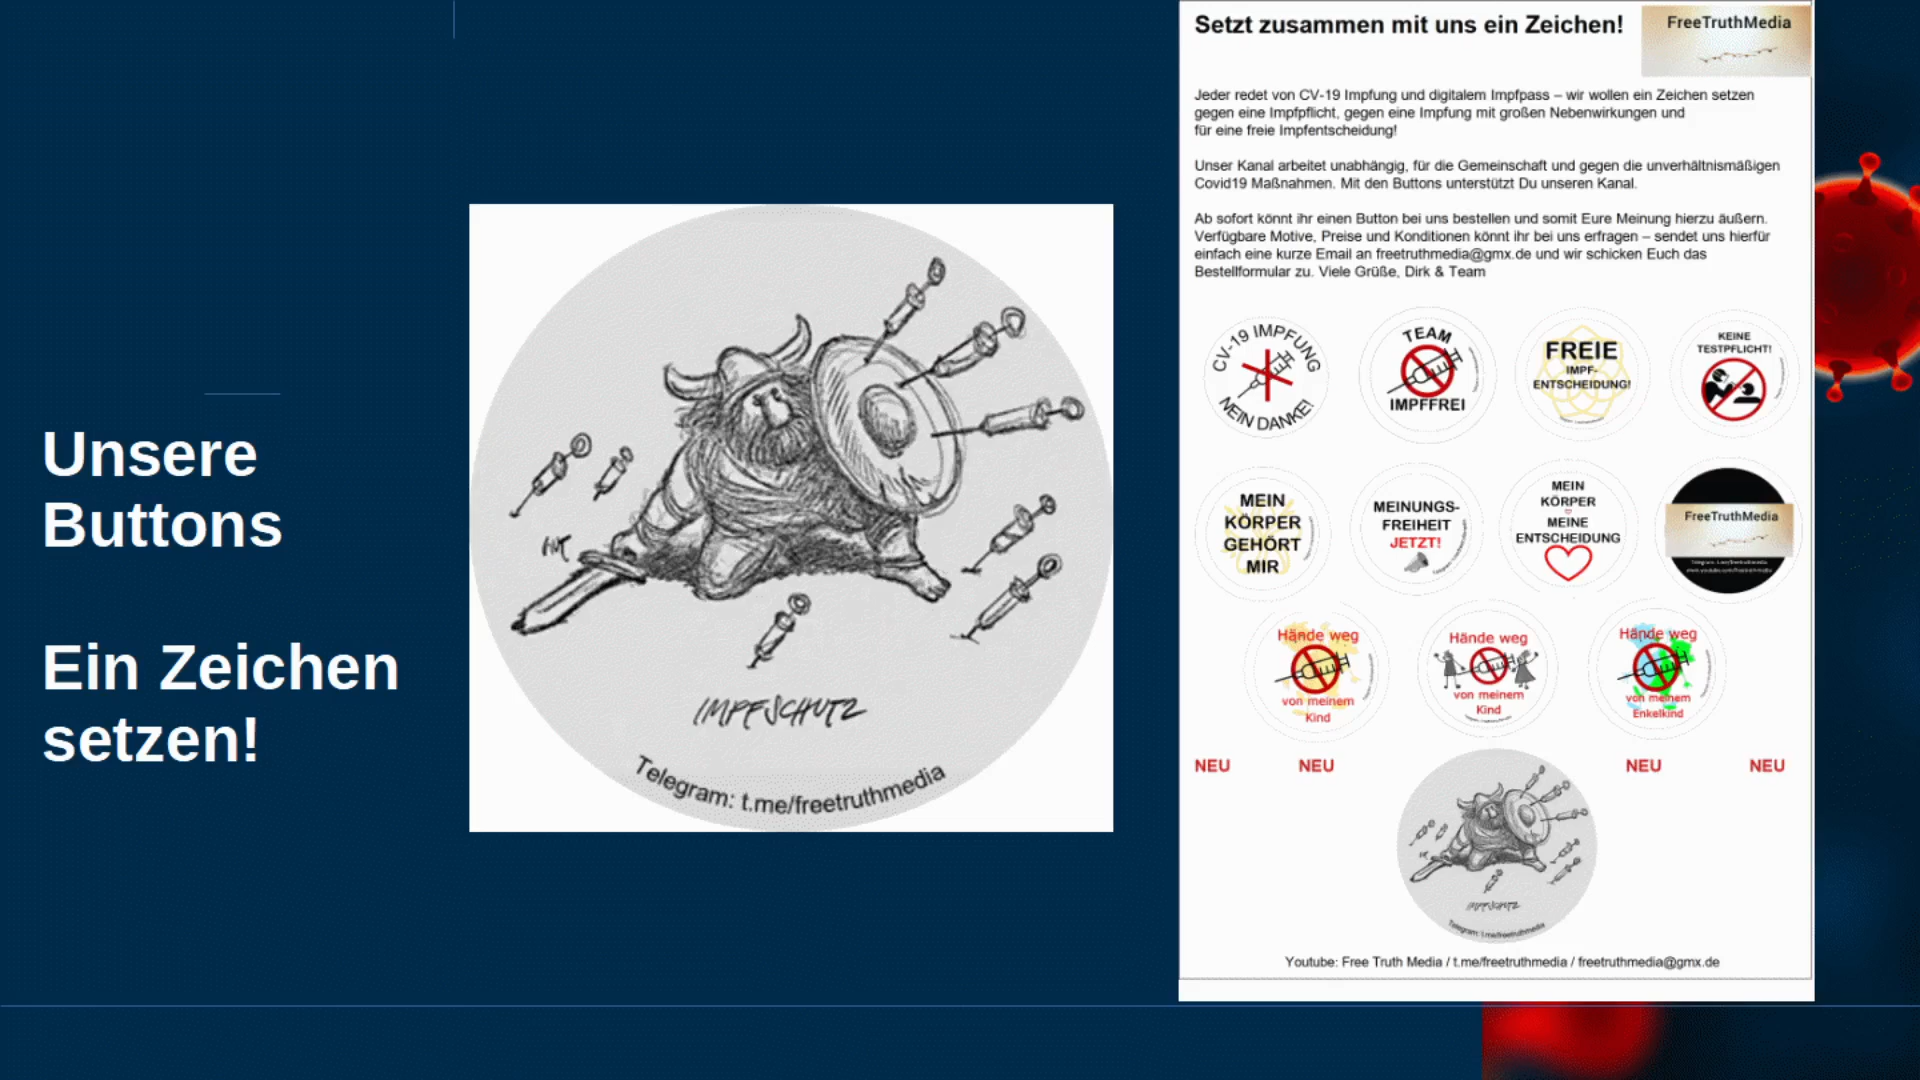 Unsere
Buttons
Ein Zeichen
setzen!
IMPFSCHUTZ
Telegram: t.me/freetruthmedia
Setzt zusammen mit uns ein Zeichen!
FreeTruthMedia
Jeder redet von CV-19 Impfung und digitalem Impfpass – wir wollen ein Zeichen setzen
gegen eine Impfpflicht, gegen eine Impfung mit großen Nebenwirkungen und
für eine freie Impfentscheidung!
Unser Kanal arbeitet unabhängig, für die Gemeinschaft und gegen die unverhältnismäßigen
Covid19 Maßnahmen. Mit den Buttons unterstützt Du unseren Kanal.
Ab sofort könnt ihr einen Button bei uns bestellen und somit Eure Meinung hierzu äußern.
Verfügbare Motive, Preise und Konditionen könnt ihr bei uns erfragen – sendet uns hierfür
einfach eine kurze Email an freetruthmedia@gmx.de und wir schicken Euch das
Bestellformular zu. Viele Grüße, Dirk & Team
CV-19 IMPFUNG
NEIN DANKE!
TEAM
IMPFFREI
FREIE
IMPF-
ENTSCHEIDUNG!
KEINE
TESTPFLICHT!
MEIN
KÖRPER
GEHÖRT
MIR
MEINUNGS-
FREIHEIT
JETZT!
MEIN
KÖRPER
MEINE
ENTSCHEIDUNG
FreeTruthMedia
Hände weg
von meinem
Kind
Hände weg
von meinem
Kind
Hände weg
von meinem
Enkelkind
NEU NEU NEU NEU
IMPFSCHUTZ
Telegram: t.me/freetruthmedia
Youtube: Free Truth Media / t.me/freetruthmedia / freetruthmedia@gmx.de